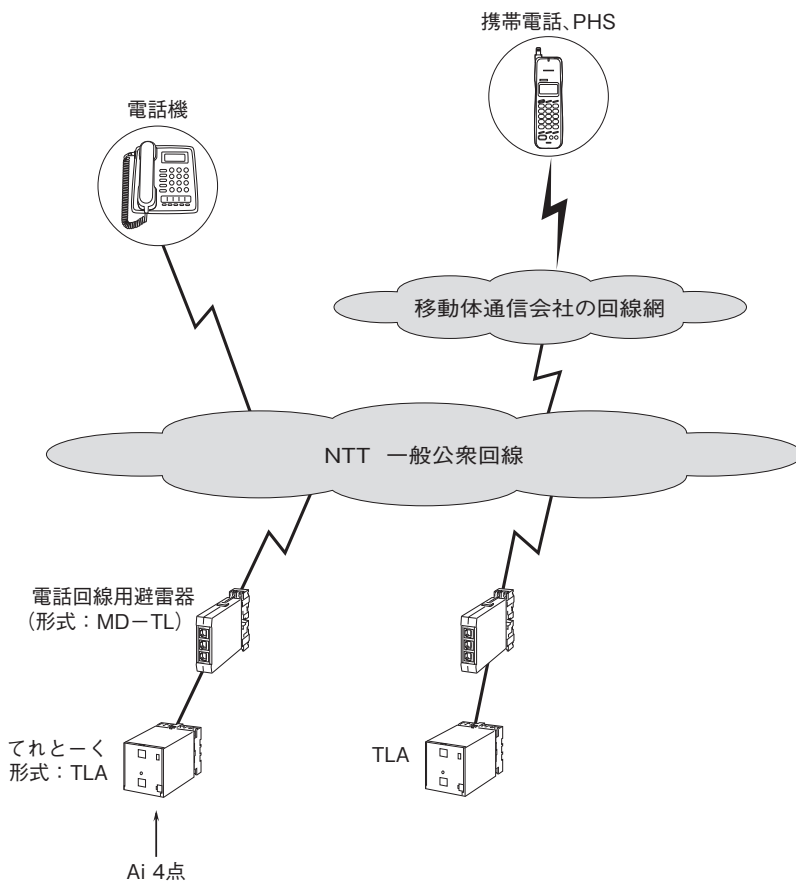 携帯電話、PHS
電話機
移動体通信会社の回線網
NTT 一般公衆回線
電話回線用避雷器
（形式：MD－TL）
てれとーく
形式：TLA
TLA
Ai 4点